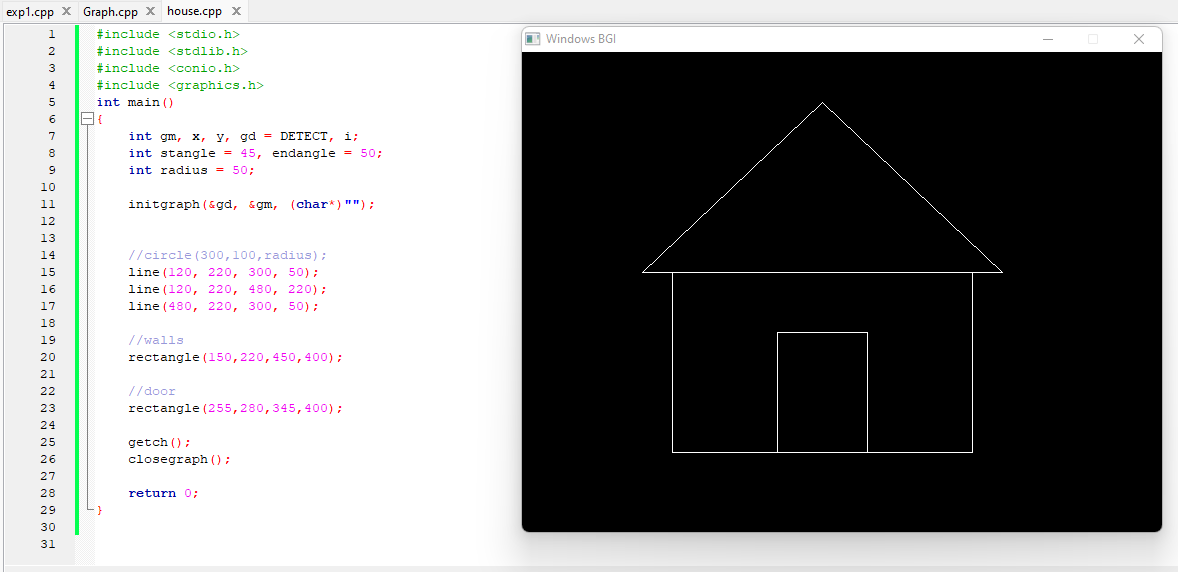 exp1.cpp Graph.cpp house.cpp
1 #include <stdio.h>
2 #include <stdlib.h>
3 #include <conio.h>
4 #include <graphics.h>
5 int main()
6 {
7 int gm, x, y, gd = DETECT, i;
8 int stangle = 45, endangle = 50;
9 int radius = 50;
10
11 initgraph(&gd, &gm, (char*)"");
12
13
14 //circle(300,100,radius);
15 line(120, 220, 300, 50);
16 line(120, 220, 480, 220);
17 line(480, 220, 300, 50);
18
19 //walls
20 rectangle(150,220,450,400);
21
22 //door
23 rectangle(255,280,345,400);
24
25 getch();
26 closegraph();
27
28 return 0;
29 }
30
31
Windows BGI